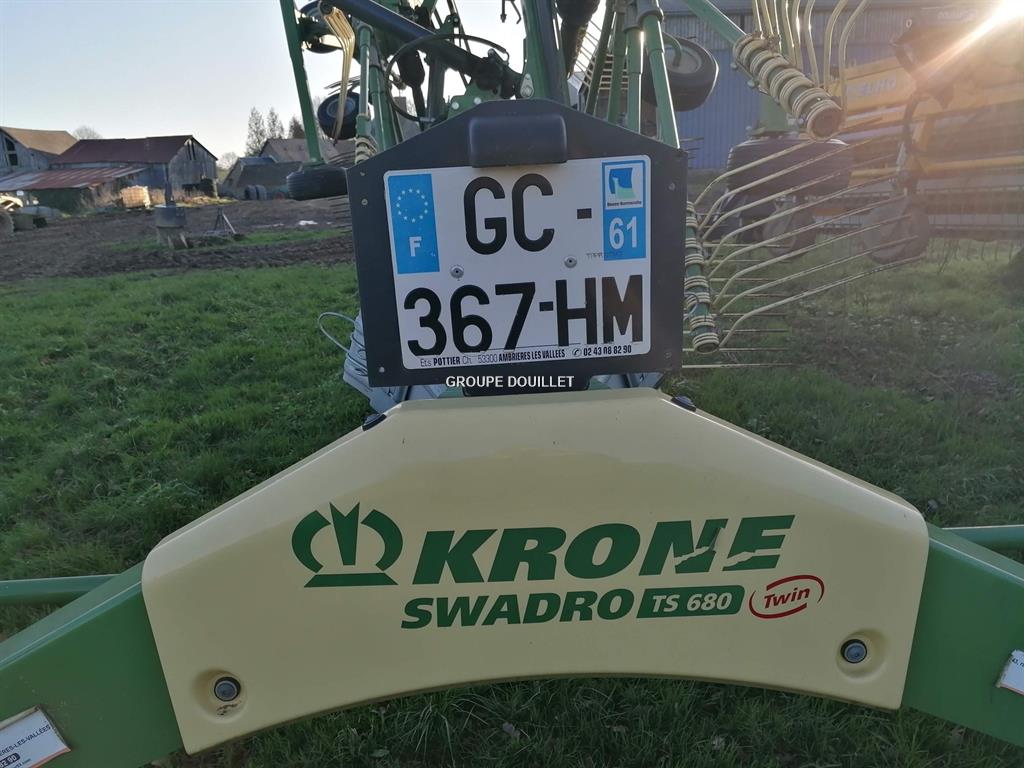 GC-
F
61
367-HM
Ets POTTIER Ch. 53300 AMBRIERES LES VALLEES ✆ 02 43 08 82 90
GROUPE DOUILLET
KRONE
SWADRO TS 680 Twin